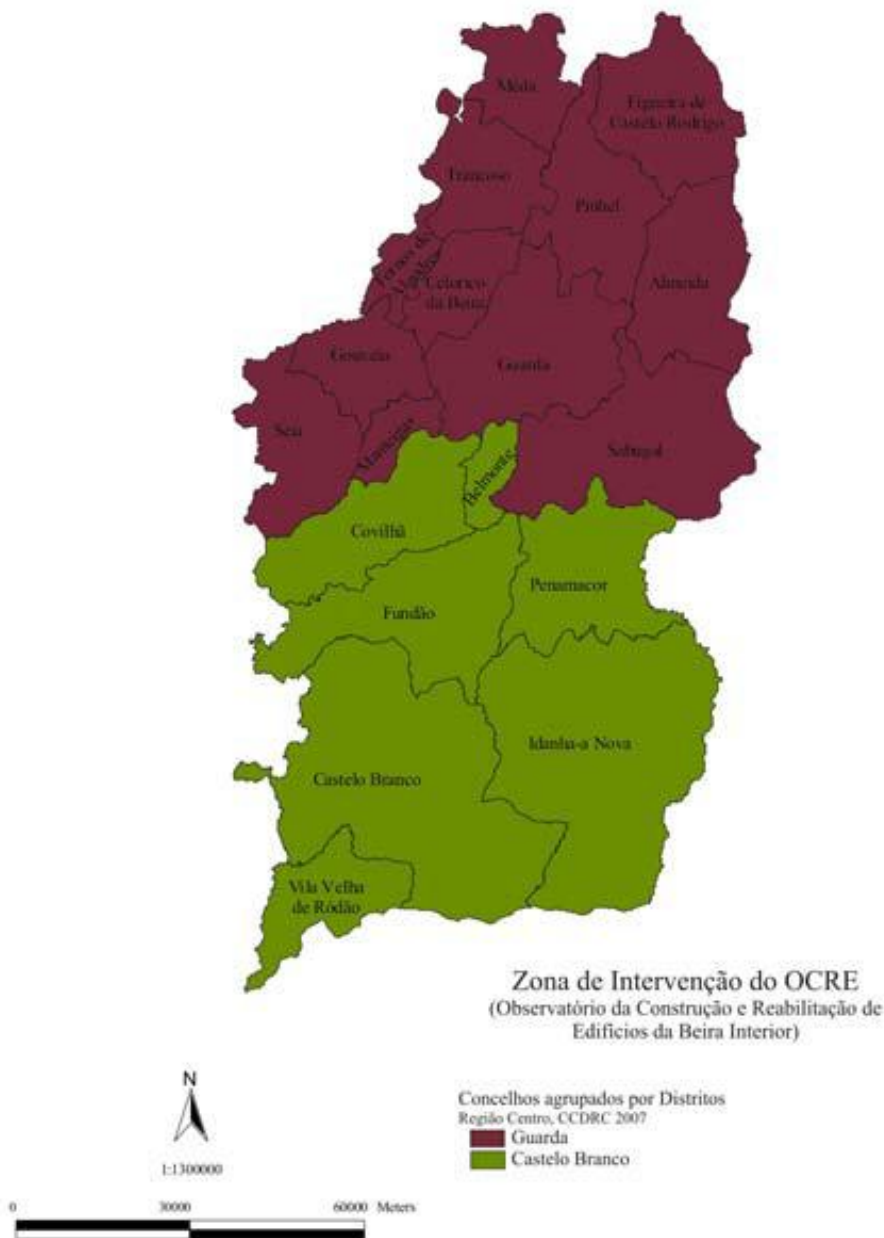 Mêda
Figueira de
Castelo Rodrigo
Trancoso
Pinhel
Fornos de
Algodres
Celorico
da Beira
Almeida
Gouveia
Guarda
Seia
Manteigas
Sabugal
Belmonte
Covilhã
Penamacor
Fundão
Idanha-a Nova
Castelo Branco
Vila Velha
de Ródão
Zona de Intervenção do OCRE
(Observatório da Construção e Reabilitação de
Edifícios da Beira Interior)
N
1:1300000
Concelhos agrupados por Distritos
Região Centro, CCDRC 2007
Guarda
Castelo Branco
0 30000 60000 Meters